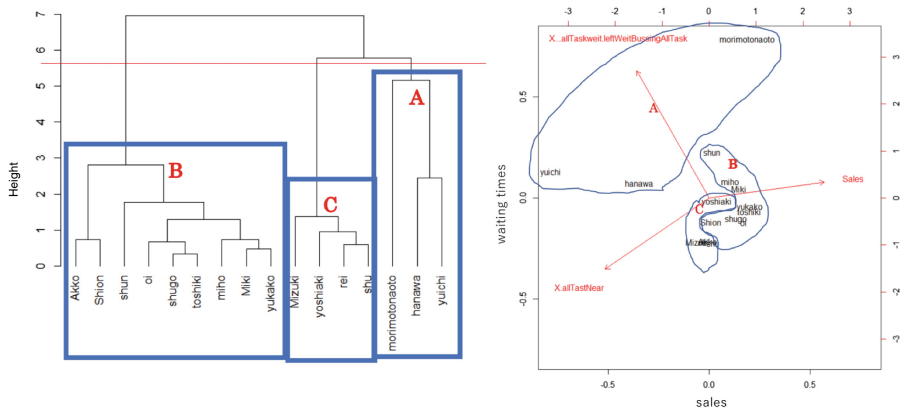 Height
7
6
5
4
3
2
1
0
A
B
C
Akko
Shion
shun
oi
shugo
toshiki
miho
Miki
yukako
Mizuki
yoshiaki
rei
shu
morimotonaoto
hanawa
yuichi
-3 -2 -1 0 1 2 3
X...allTaskweit.leftWeitBussingAllTask
morimotonaoto
A
shun
B
yuichi
hanawa
miho
Miki
Sales
C
yoshiaki
yukako
toshiki
shugo
oi
Shion
X.allTastNear
waiting times
0.5
0.0
-0.5
3
2
1
0
-1
-2
-3
-0.5 0.0 0.5
sales